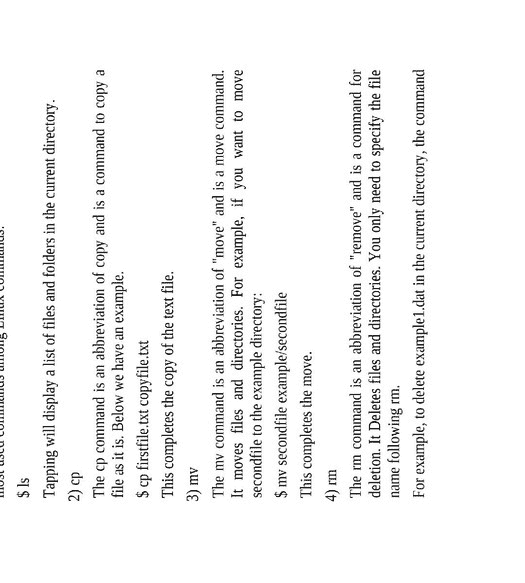 most used commands among Linux commands.
$ ls
Tapping will display a list of files and folders in the current directory.
2) cp
The cp command is an abbreviation of copy and is a command to copy a
file as it is. Below we have an example.
$ cp firstfile.txt copyfile.txt
This completes the copy of the text file.
3) mv
The mv command is an abbreviation of "move" and is a move command.
It moves files and directories. For example, if you want to move
secondfile to the example directory:
$ mv secondfile example/secondfile
This completes the move.
4) rm
The rm command is an abbreviation of "remove" and is a command for
deletion. It Deletes files and directories. You only need to specify the file
name following rm.
For example, to delete example1.dat in the current directory, the command